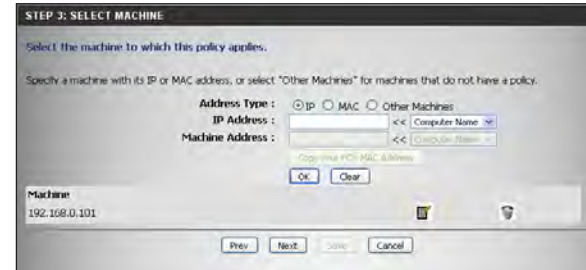 STEP 3: SELECT MACHINE
Select the machine to which this policy applies.
Specify a machine with its IP or MAC address, or select "Other Machines" for machines that do not have a policy.
Address Type : IP MAC Other Machines
IP Address : << Computer Name
Machine Address : << Computer Name
Copy Your PC's MAC Address
OK Clear
Machine
192.168.0.101
Prev Next Save Cancel